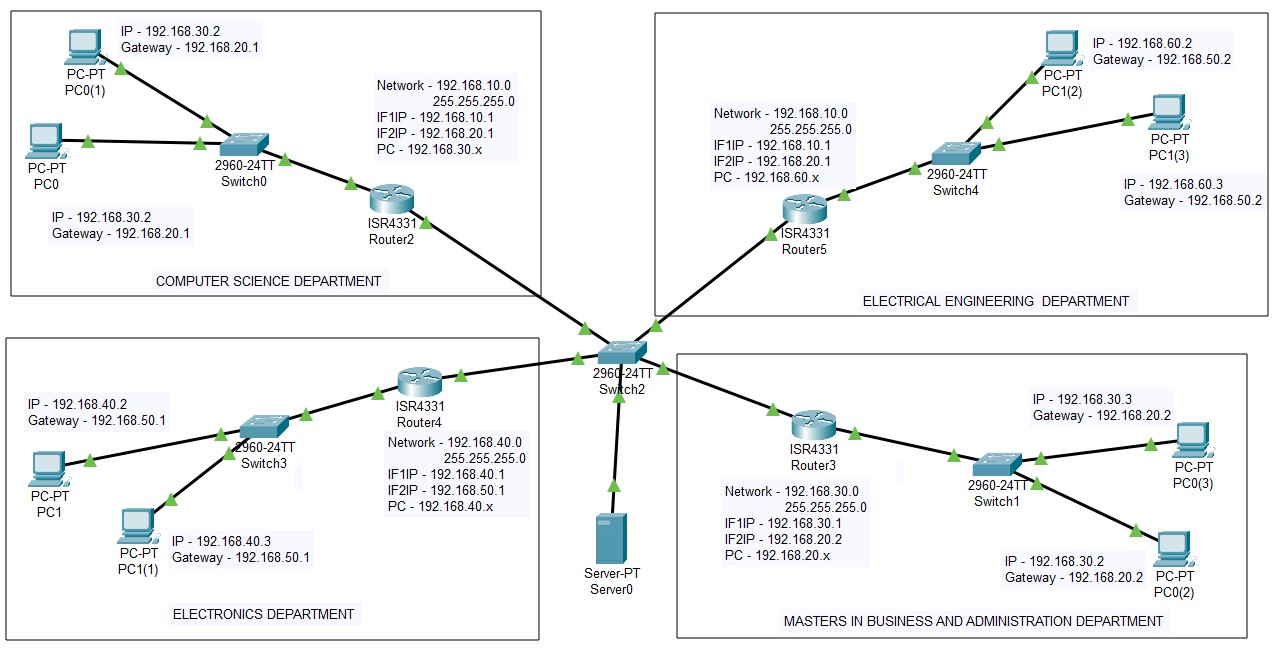 IP - 192.168.30.2
Gateway - 192.168.20.1
PC-PT
PC0(1)
PC-PT
PC0
IP - 192.168.30.2
Gateway - 192.168.20.1
2960-24TT
Switch0
Network - 192.168.10.0
255.255.255.0
IF1IP - 192.168.10.1
IF2IP - 192.168.20.1
PC - 192.168.30.x
ISR4331
Router2
COMPUTER SCIENCE DEPARTMENT
IP - 192.168.60.2
Gateway - 192.168.50.2
PC-PT
PC1(2)
PC-PT
PC1(3)
IP - 192.168.60.3
Gateway - 192.168.50.2
2960-24TT
Switch4
Network - 192.168.10.0
255.255.255.0
IF1IP - 192.168.10.1
IF2IP - 192.168.20.1
PC - 192.168.60.x
ISR4331
Router5
ELECTRICAL ENGINEERING DEPARTMENT
2960-24TT
Switch2
Server-PT
Server0
IP - 192.168.40.2
Gateway - 192.168.50.1
PC-PT
PC1
2960-24TT
Switch3
PC-PT
PC1(1)
IP - 192.168.40.3
Gateway - 192.168.50.1
ISR4331
Router4
Network - 192.168.40.0
255.255.255.0
IF1IP - 192.168.40.1
IF2IP - 192.168.50.1
PC - 192.168.40.x
ELECTRONICS DEPARTMENT
ISR4331
Router3
Network - 192.168.30.0
255.255.255.0
IF1IP - 192.168.30.1
IF2IP - 192.168.20.2
PC - 192.168.20.x
2960-24TT
Switch1
IP - 192.168.30.3
Gateway - 192.168.20.2
PC-PT
PC0(3)
IP - 192.168.30.2
Gateway - 192.168.20.2
PC-PT
PC0(2)
MASTERS IN BUSINESS AND ADMINISTRATION DEPARTMENT